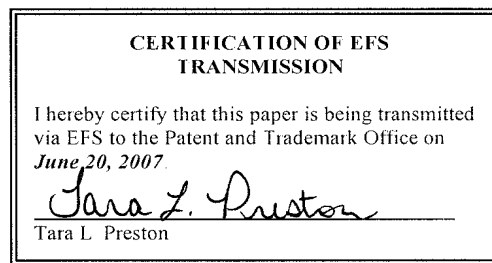 CERTIFICATION OF EFS
TRANSMISSION
I hereby certify that this paper is being transmitted
via EFS to the Patent and Trademark Office on
June 20, 2007.
Tara L. Preston
Tara L Preston